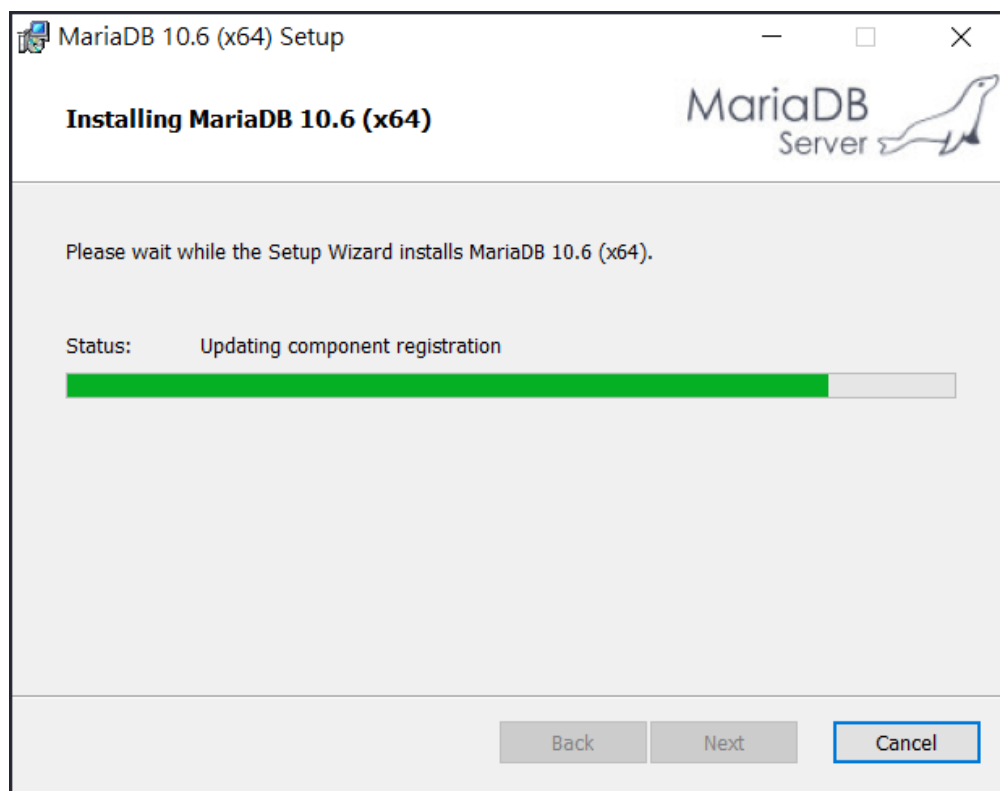 MariaDB 10.6 (x64) Setup
Installing MariaDB 10.6 (x64)
MariaDB
Server
Please wait while the Setup Wizard installs MariaDB 10.6 (x64).
Status: Updating component registration
Back Next Cancel